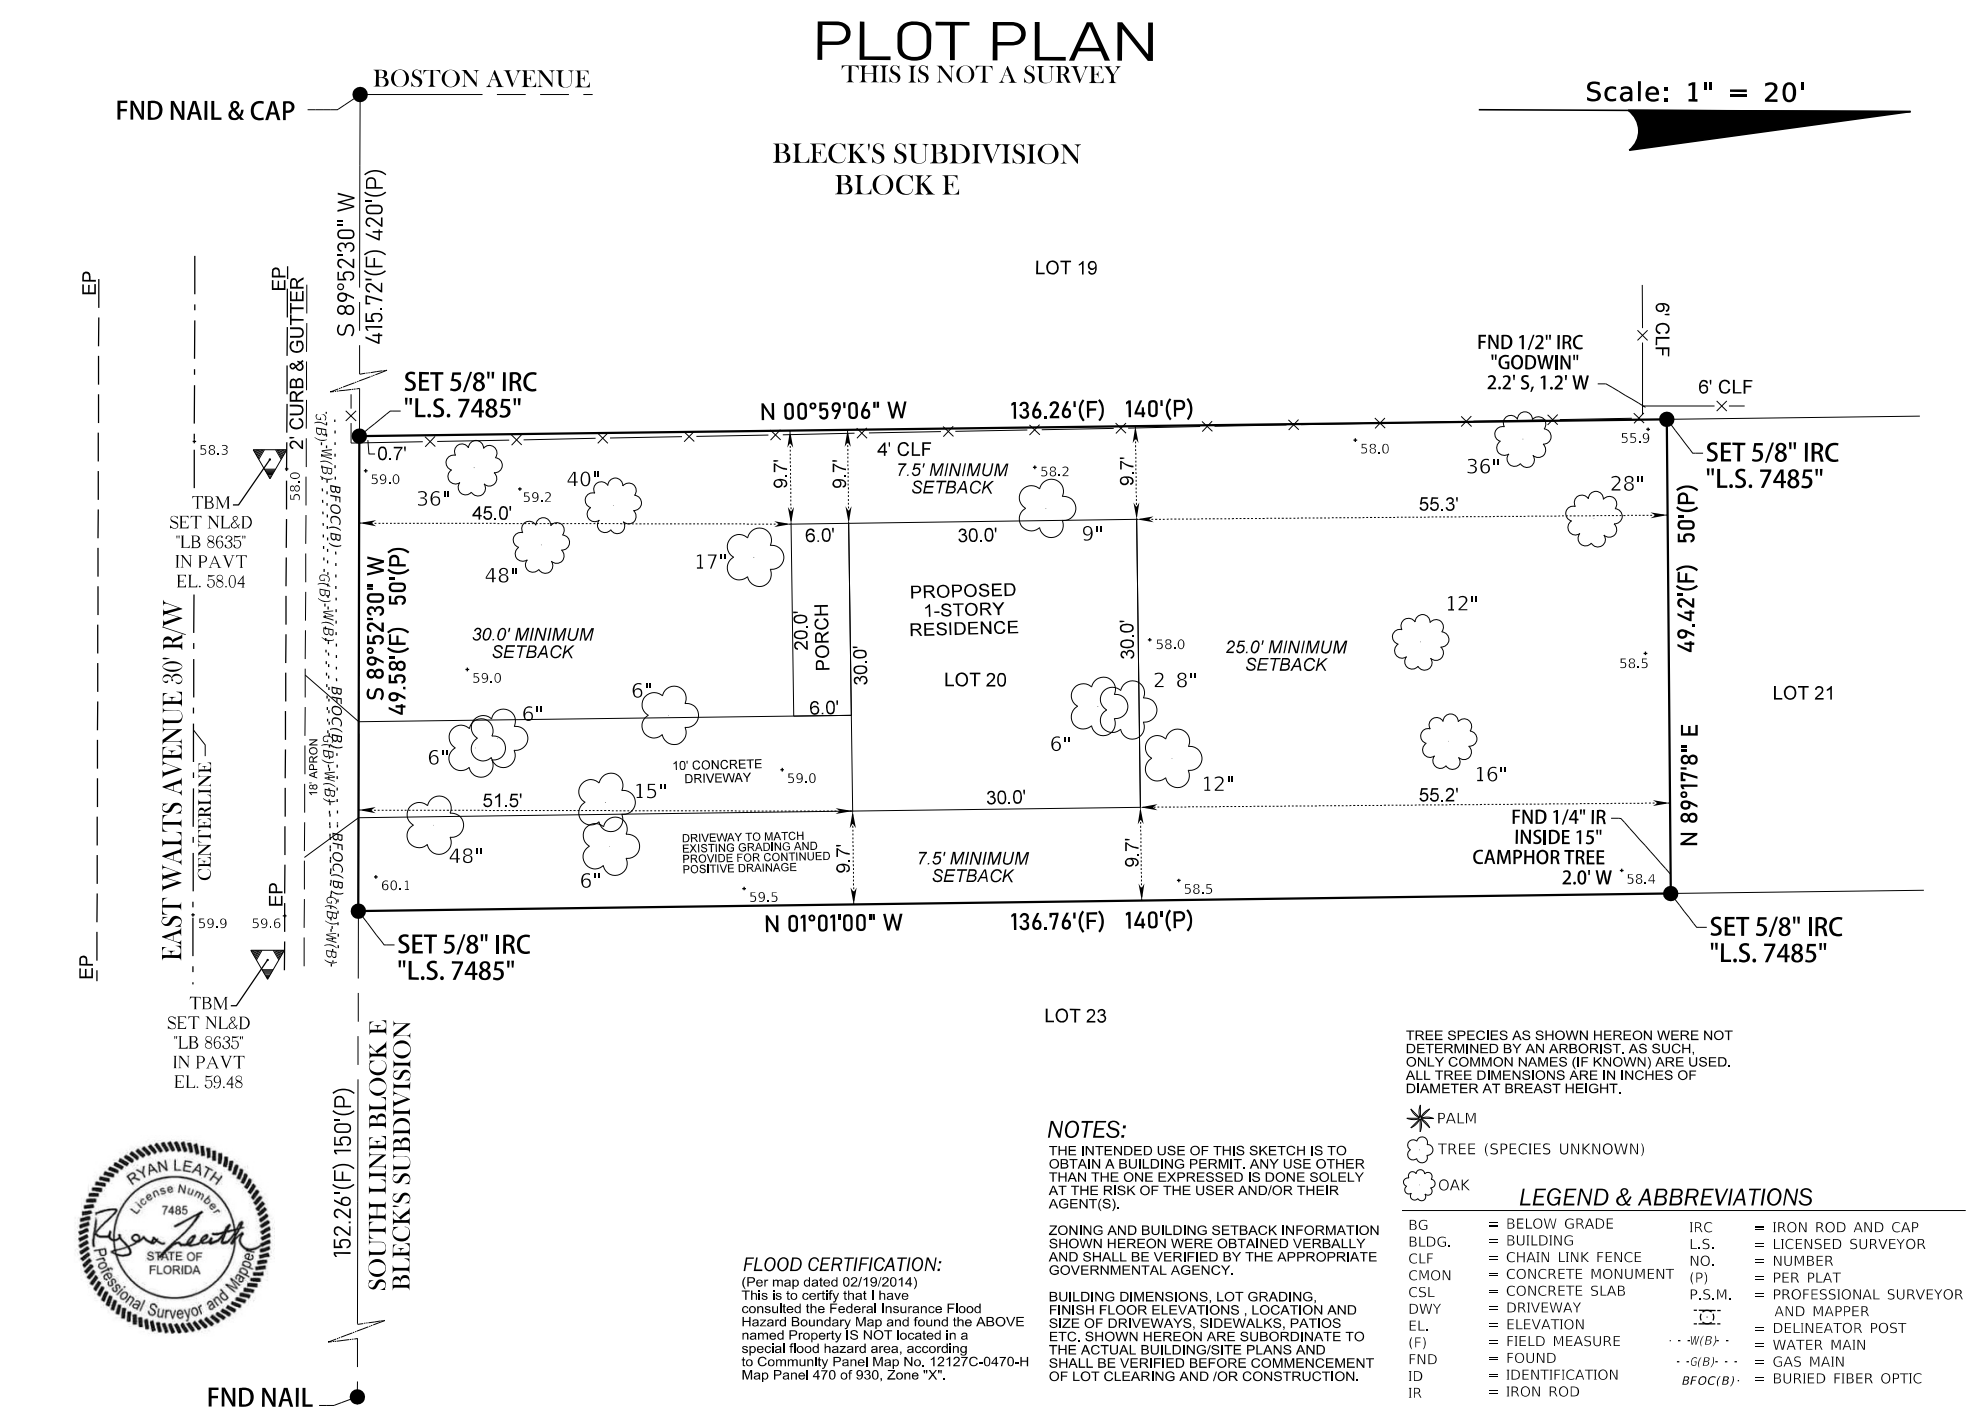 PLOT PLAN
THIS IS NOT A SURVEY
BOSTON AVENUE
FND NAIL & CAP
Scale: 1" = 20'
BLECK'S SUBDIVISION
BLOCK E
S 89°52'30" W
415.72'(F) 420'(P)
LOT 19
EP
EP
2' CURB & GUTTER
6' CLF
FND 1/2" IRC
"GODWIN"
2.2' S, 1.2' W
6' CLF
SET 5/8" IRC
"L.S. 7485"
N 00°59'06" W 136.26'(F) 140'(P)
4' CLF
0.7'
7.5' MINIMUM
SETBACK
SET 5/8" IRC
"L.S. 7485"
58.3
59.0
59.2
58.2
58.0
55.9
58.0
36"
40"
48"
17"
9"
36"
28"
9.7'
9.7'
9.7'
45.0'
6.0'
30.0'
55.3'
TBM
SET NL&D
"LB 8635"
IN PAVT
EL. 58.04
3'(B)
W(B)
BFOC(B)
G(B)
W(B)
BFOC(B)
G(B)
W(B)
BFOC(B)
G(B)
W(B)
S 89°52'30" W
49.58'(F) 50'(P)
EAST WALTS AVENUE 30' R/W
CENTERLINE
30.0' MINIMUM
SETBACK
59.0
20.0'
PORCH
30.0'
6.0'
PROPOSED
1-STORY
RESIDENCE
LOT 20
30.0'
58.0
25.0' MINIMUM
SETBACK
12"
58.5
50'(P)
49.42'(F)
N 89°17'8" E
LOT 21
6"
6"
6"
2 8"
6"
12"
16"
18' APRON
10' CONCRETE
DRIVEWAY
59.0
15"
51.5'
30.0'
55.2'
48"
6"
DRIVEWAY TO MATCH
EXISTING GRADING AND
PROVIDE FOR CONTINUED
POSITIVE DRAINAGE
9.7'
9.7'
7.5' MINIMUM
SETBACK
FND 1/4" IR
INSIDE 15"
CAMPHOR TREE
2.0' W
58.4
60.1
59.5
58.5
59.9
59.6
EP
EP
N 01°01'00" W 136.76'(F) 140'(P)
SET 5/8" IRC
"L.S. 7485"
SET 5/8" IRC
"L.S. 7485"
TBM
SET NL&D
"LB 8635"
IN PAVT
EL. 59.48
LOT 23
152.26'(F) 150'(P)
SOUTH LINE BLOCK E
BLECK'S SUBDIVISION
FND NAIL
RYAN LEATH
License Number
7485
Ryan Leath
STATE OF
FLORIDA
Professional Surveyor and Mapper
FLOOD CERTIFICATION:
(Per map dated 02/19/2014)
This is to certify that I have
consulted the Federal Insurance Flood
Hazard Boundary Map and found the ABOVE
named Property IS NOT located in a
special flood hazard area, according
to Community Panel Map No. 12127C-0470-H
Map Panel 470 of 930, Zone "X".
NOTES:
THE INTENDED USE OF THIS SKETCH IS TO
OBTAIN A BUILDING PERMIT. ANY USE OTHER
THAN THE ONE EXPRESSED IS DONE SOLELY
AT THE RISK OF THE USER AND/OR THEIR
AGENT(S).
ZONING AND BUILDING SETBACK INFORMATION
SHOWN HEREON WERE OBTAINED VERBALLY
AND SHALL BE VERIFIED BY THE APPROPRIATE
GOVERNMENTAL AGENCY.
BUILDING DIMENSIONS, LOT GRADING,
FINISH FLOOR ELEVATIONS , LOCATION AND
SIZE OF DRIVEWAYS, SIDEWALKS, PATIOS
ETC. SHOWN HEREON ARE SUBORDINATE TO
THE ACTUAL BUILDING/SITE PLANS AND
SHALL BE VERIFIED BEFORE COMMENCEMENT
OF LOT CLEARING AND /OR CONSTRUCTION.
TREE SPECIES AS SHOWN HEREON WERE NOT
DETERMINED BY AN ARBORIST. AS SUCH,
ONLY COMMON NAMES (IF KNOWN) ARE USED.
ALL TREE DIMENSIONS ARE IN INCHES OF
DIAMETER AT BREAST HEIGHT.
PALM
TREE (SPECIES UNKNOWN)
OAK
LEGEND & ABBREVIATIONS
BG = BELOW GRADE
BLDG. = BUILDING
CLF = CHAIN LINK FENCE
CMON = CONCRETE MONUMENT
CSL = CONCRETE SLAB
DWY = DRIVEWAY
EL. = ELEVATION
(F) = FIELD MEASURE
FND = FOUND
ID = IDENTIFICATION
IR = IRON ROD
IRC = IRON ROD AND CAP
L.S. = LICENSED SURVEYOR
NO. = NUMBER
(P) = PER PLAT
P.S.M. = PROFESSIONAL SURVEYOR
AND MAPPER
= DELINEATOR POST
W(B) = WATER MAIN
G(B) = GAS MAIN
BFOC(B) = BURIED FIBER OPTIC